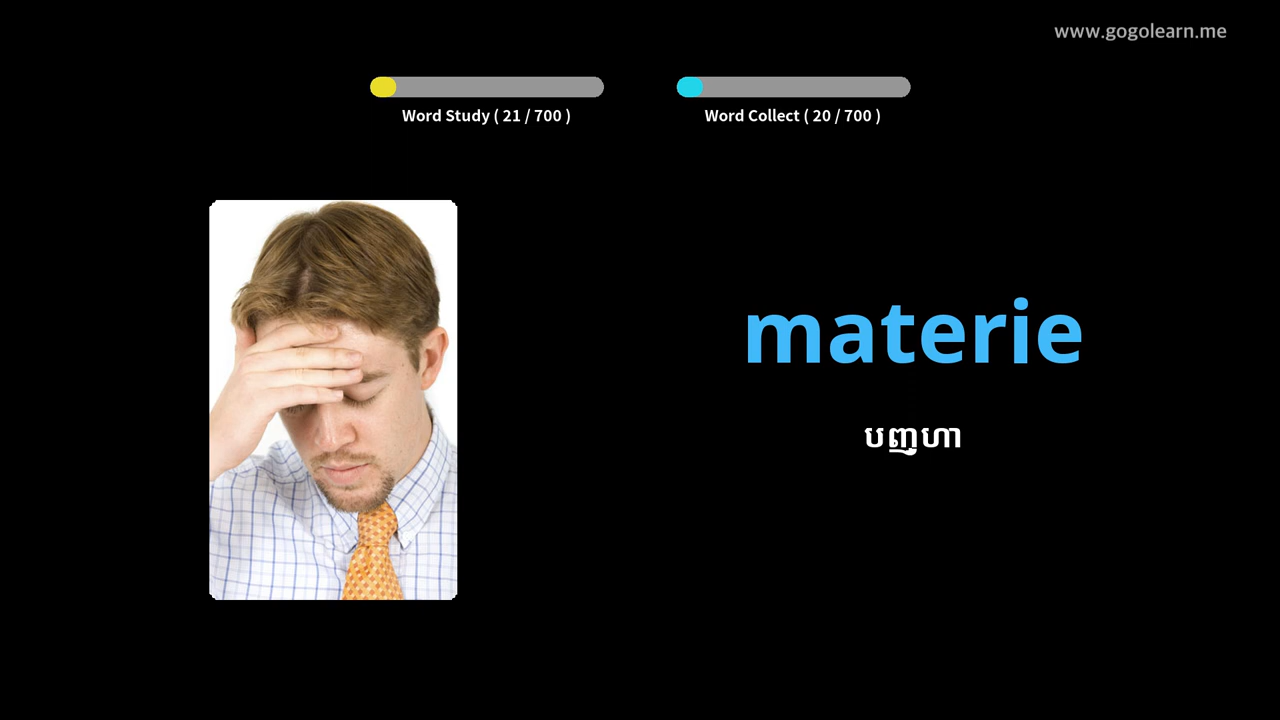 www.gogolearn.me
Word Study ( 21 / 700 )
Word Collect ( 20 / 700 )
materie
បញ្ហា